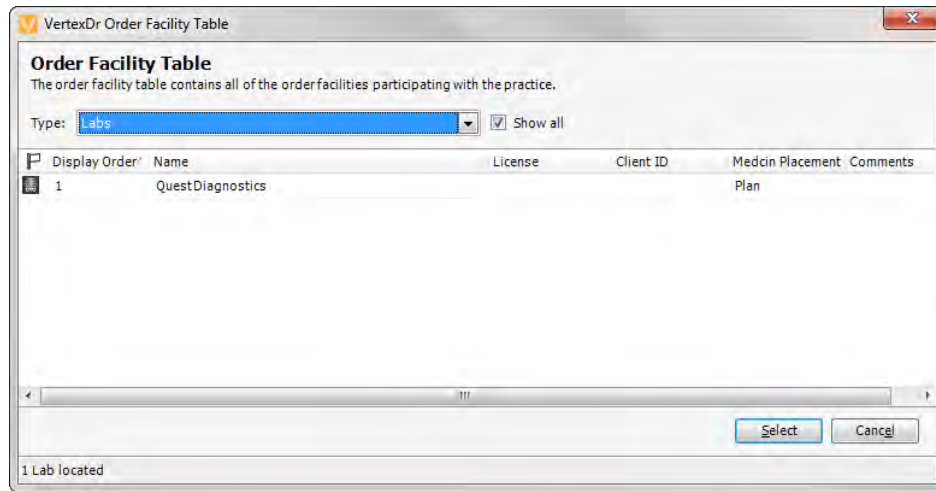 VertexDr Order Facility Table
Order Facility Table
The order facility table contains all of the order facilities participating with the practice.
Type: Labs Show all
Display Order Name License Client ID Medcin Placement Comments
1 QuestDiagnostics Plan
Select Cancel
1 Lab located